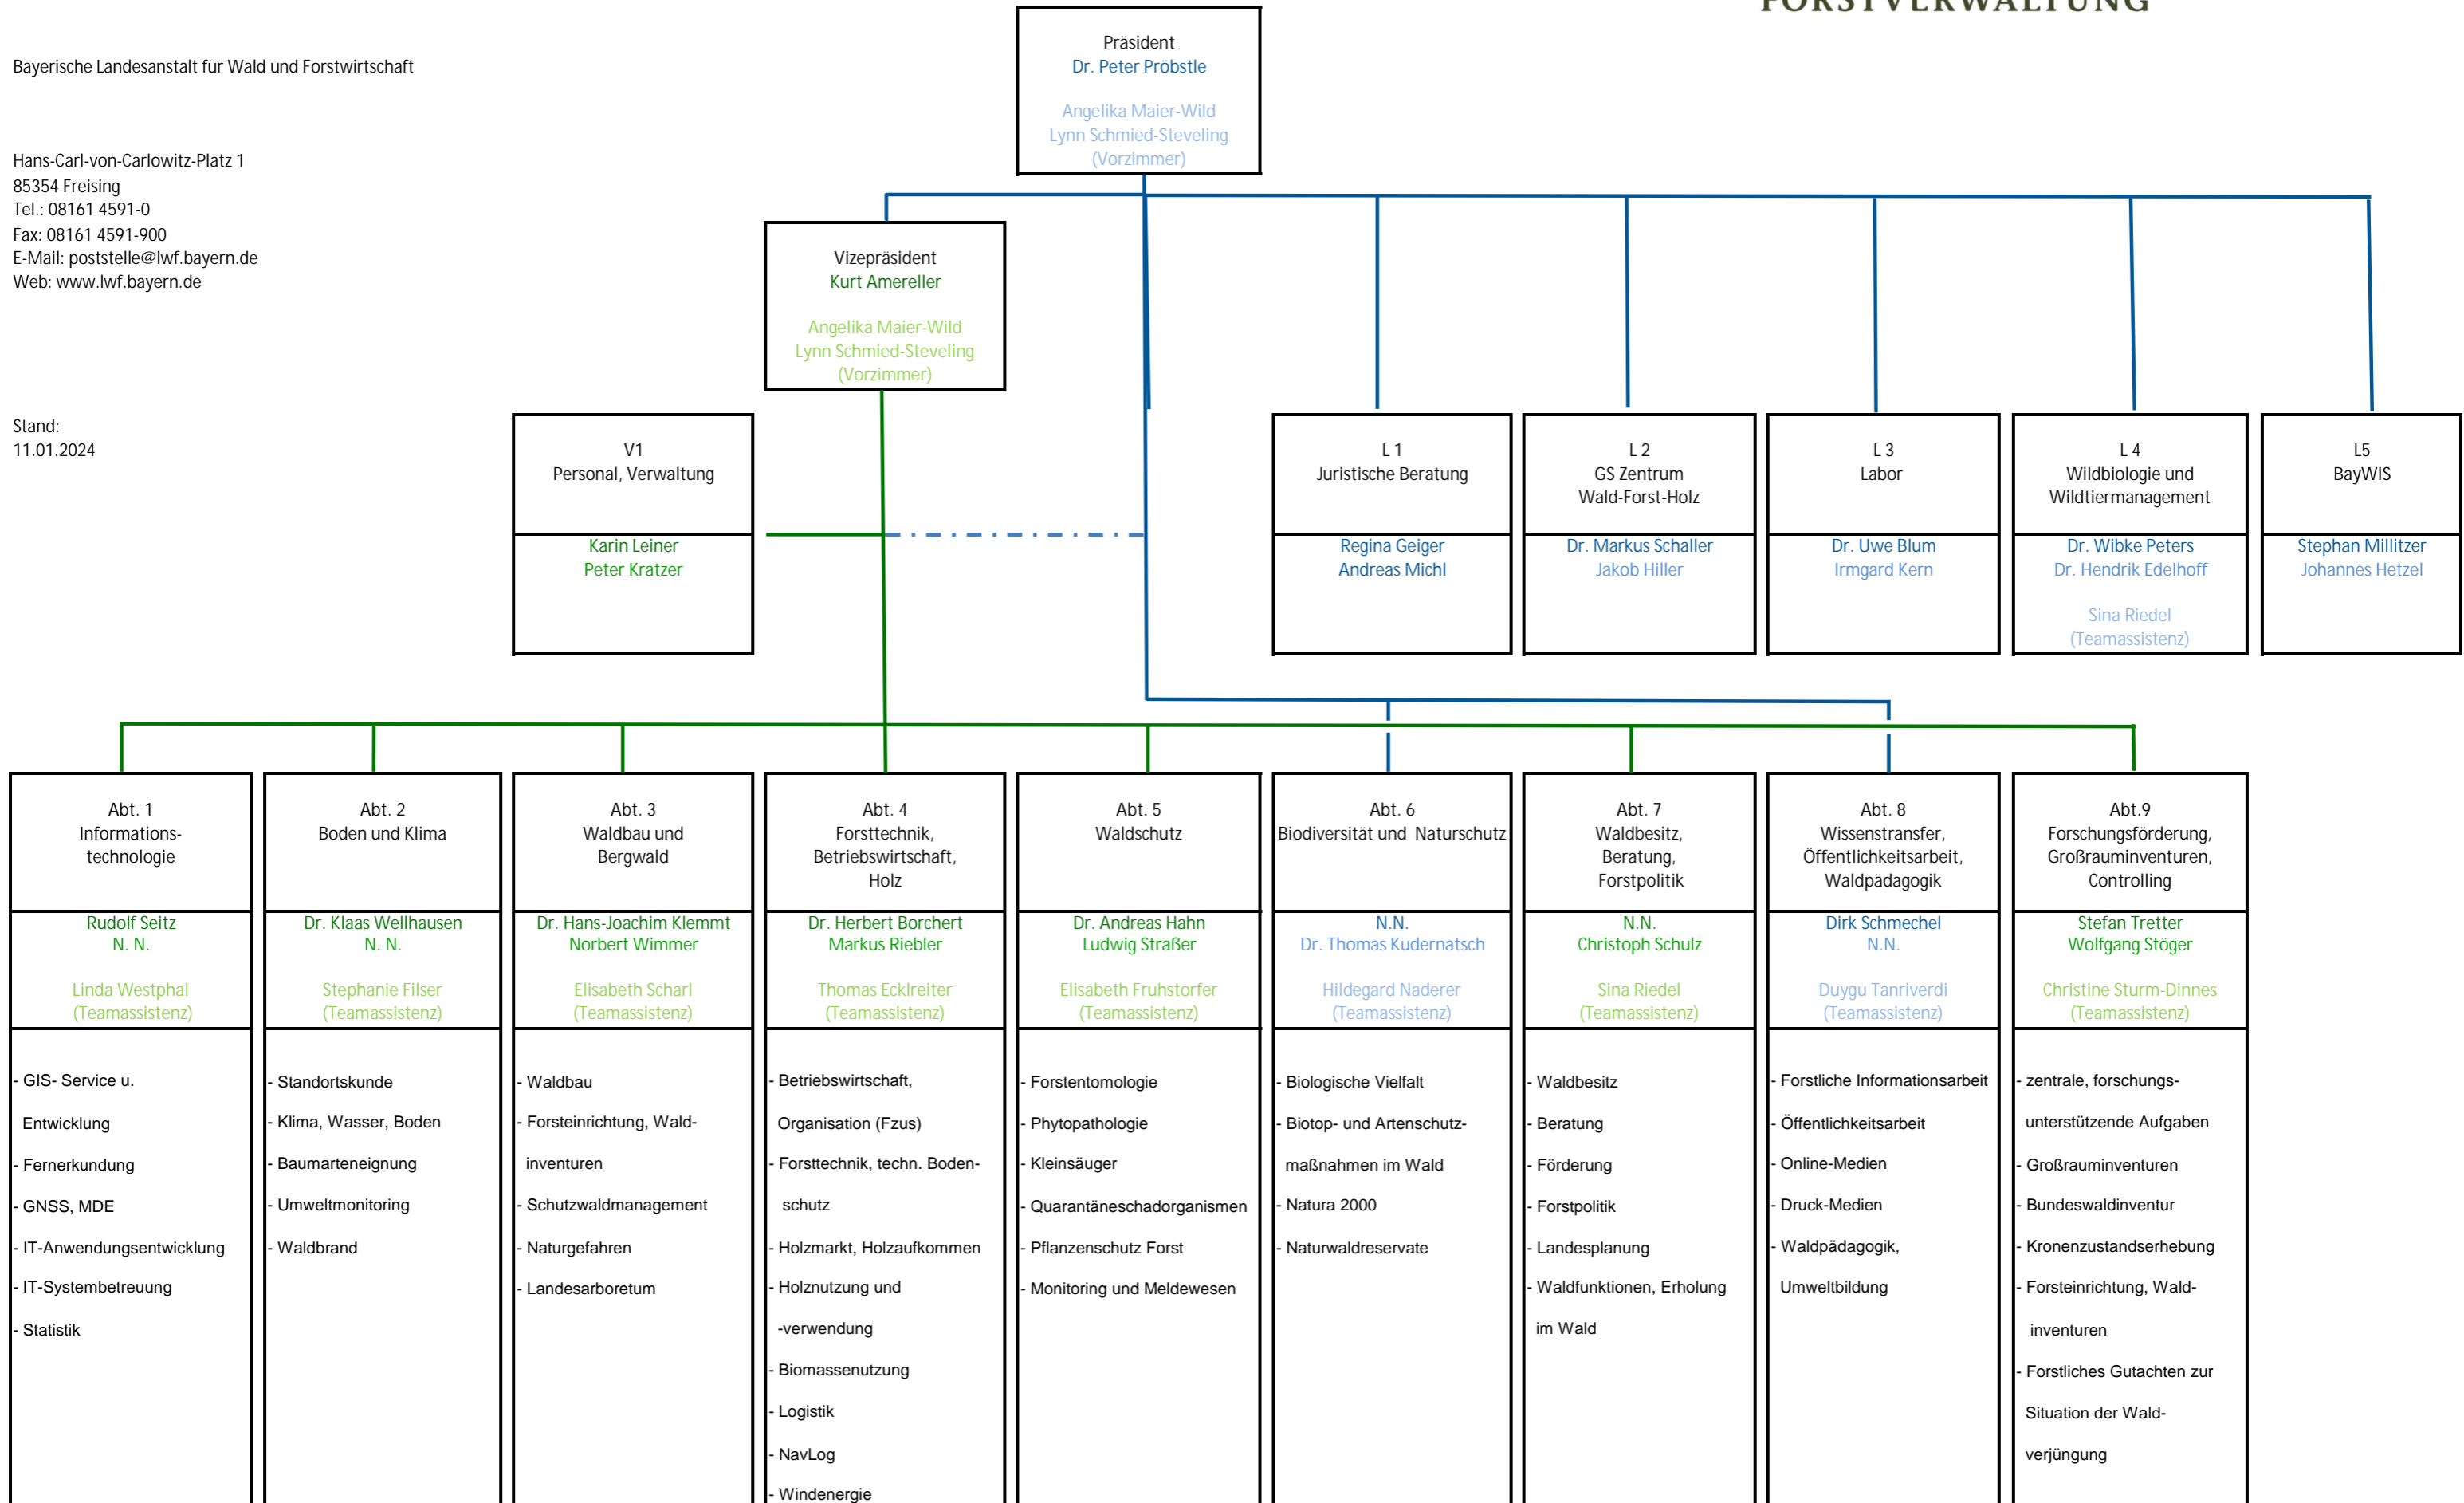 FORSTVERWALTUNG
Bayerische Landesanstalt für Wald und Forstwirtschaft
Hans-Carl-von-Carlowitz-Platz 1
85354 Freising
Tel.: 08161 4591-0
Fax: 08161 4591-900
E-Mail: poststelle@lwf.bayern.de
Web: www.lwf.bayern.de
Stand:
11.01.2024
Präsident
Dr. Peter Pröbstle
Angelika Maier-Wild
Lynn Schmied-Steveling
(Vorzimmer)
Vizepräsident
Kurt Amereller
Angelika Maier-Wild
Lynn Schmied-Steveling
(Vorzimmer)
V1
Personal, Verwaltung
Karin Leiner
Peter Kratzer
L 1
Juristische Beratung
Regina Geiger
Andreas Michl
L 2
GS Zentrum
Wald-Forst-Holz
Dr. Markus Schaller
Jakob Hiller
L 3
Labor
Dr. Uwe Blum
Irmgard Kern
L 4
Wildbiologie und
Wildtiermanagement
Dr. Wibke Peters
Dr. Hendrik Edelhoff
Sina Riedel
(Teamassistenz)
L5
BayWIS
Stephan Millitzer
Johannes Hetzel
Abt. 1
Informations-
technologie
Rudolf Seitz
N. N.
Linda Westphal
(Teamassistenz)
- GIS- Service u.
Entwicklung
- Fernerkundung
- GNSS, MDE
- IT-Anwendungsentwicklung
- IT-Systembetreuung
- Statistik
Abt. 2
Boden und Klima
Dr. Klaas Wellhausen
N. N.
Stephanie Filser
(Teamassistenz)
- Standortskunde
- Klima, Wasser, Boden
- Baumarteneignung
- Umweltmonitoring
- Waldbrand
Abt. 3
Waldbau und
Bergwald
Dr. Hans-Joachim Klemmt
Norbert Wimmer
Elisabeth Scharl
(Teamassistenz)
- Waldbau
- Forsteinrichtung, Wald-
inventuren
- Schutzwaldmanagement
- Naturgefahren
- Landesarboretum
Abt. 4
Forsttechnik,
Betriebswirtschaft,
Holz
Dr. Herbert Borchert
Markus Riebler
Thomas Ecklreiter
(Teamassistenz)
- Betriebswirtschaft,
Organisation (Fzus)
- Forsttechnik, techn. Boden-
schutz
- Holzmarkt, Holzaufkommen
- Holznutzung und
-verwendung
- Biomassenutzung
- Logistik
- NavLog
- Windenergie
Abt. 5
Waldschutz
Dr. Andreas Hahn
Ludwig Straßer
Elisabeth Fruhstorfer
(Teamassistenz)
- Forstentomologie
- Phytopathologie
- Kleinsäuger
- Quarantäneschadorganismen
- Pflanzenschutz Forst
- Monitoring und Meldewesen
Abt. 6
Biodiversität und Naturschutz
N.N.
Dr. Thomas Kudernatsch
Hildegard Naderer
(Teamassistenz)
- Biologische Vielfalt
- Biotop- und Artenschutz-
maßnahmen im Wald
- Natura 2000
- Naturwaldreservate
Abt. 7
Waldbesitz,
Beratung,
Forstpolitik
N.N.
Christoph Schulz
Sina Riedel
(Teamassistenz)
- Waldbesitz
- Beratung
- Förderung
- Forstpolitik
- Landesplanung
- Waldfunktionen, Erholung
im Wald
Abt. 8
Wissenstransfer,
Öffentlichkeitsarbeit,
Waldpädagogik
Dirk Schmechel
N.N.
Duygu Tanriverdi
(Teamassistenz)
- Forstliche Informationsarbeit
- Öffentlichkeitsarbeit
- Online-Medien
- Druck-Medien
- Waldpädagogik,
Umweltbildung
Abt.9
Forschungsförderung,
Großrauminventuren,
Controlling
Stefan Tretter
Wolfgang Stöger
Christine Sturm-Dinnes
(Teamassistenz)
- zentrale, forschungs-
unterstützende Aufgaben
- Großrauminventuren
- Bundeswaldinventur
- Kronenzustandserhebung
- Forsteinrichtung, Wald-
inventuren
- Forstliches Gutachten zur
Situation der Wald-
verjüngung